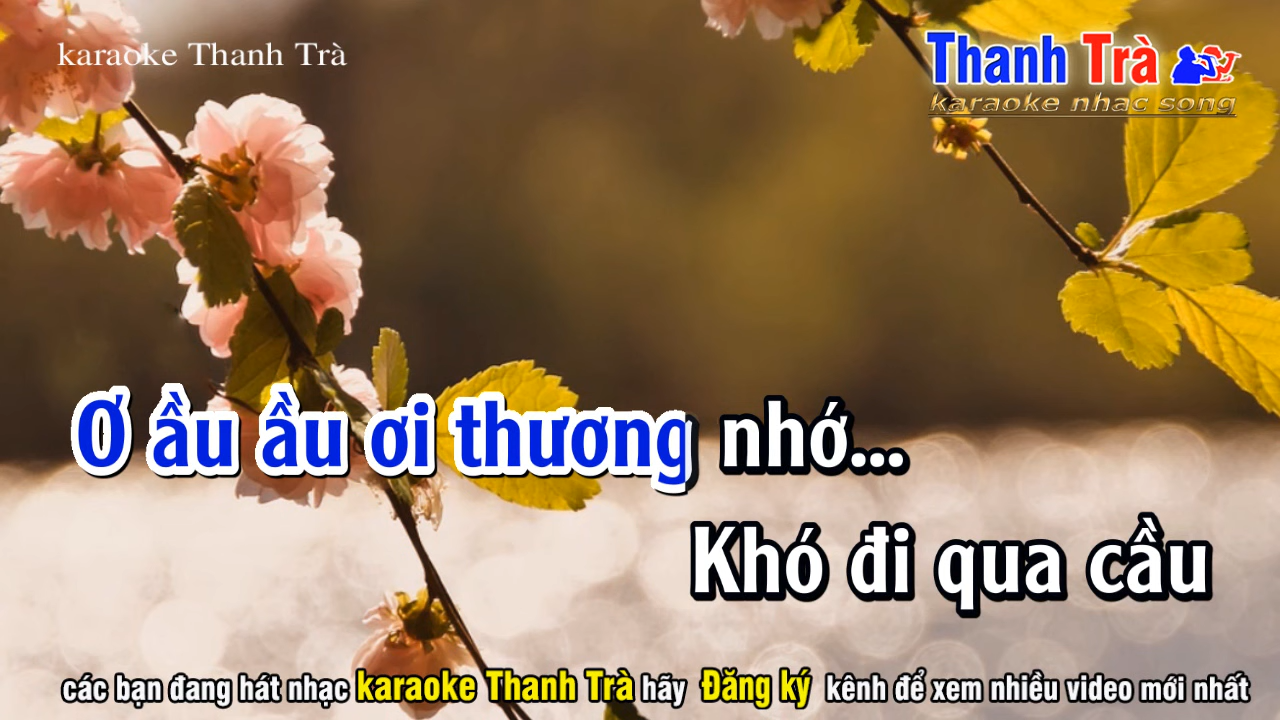 karaoke Thanh Trà
Thanh Trà
karaoke nhac song
Ơ ầu ầu ơi thương nhớ...
Khó đi qua cầu
các bạn đang hát nhạc karaoke Thanh Trà hãy Đăng ký kênh để xem nhiều video mới nhất